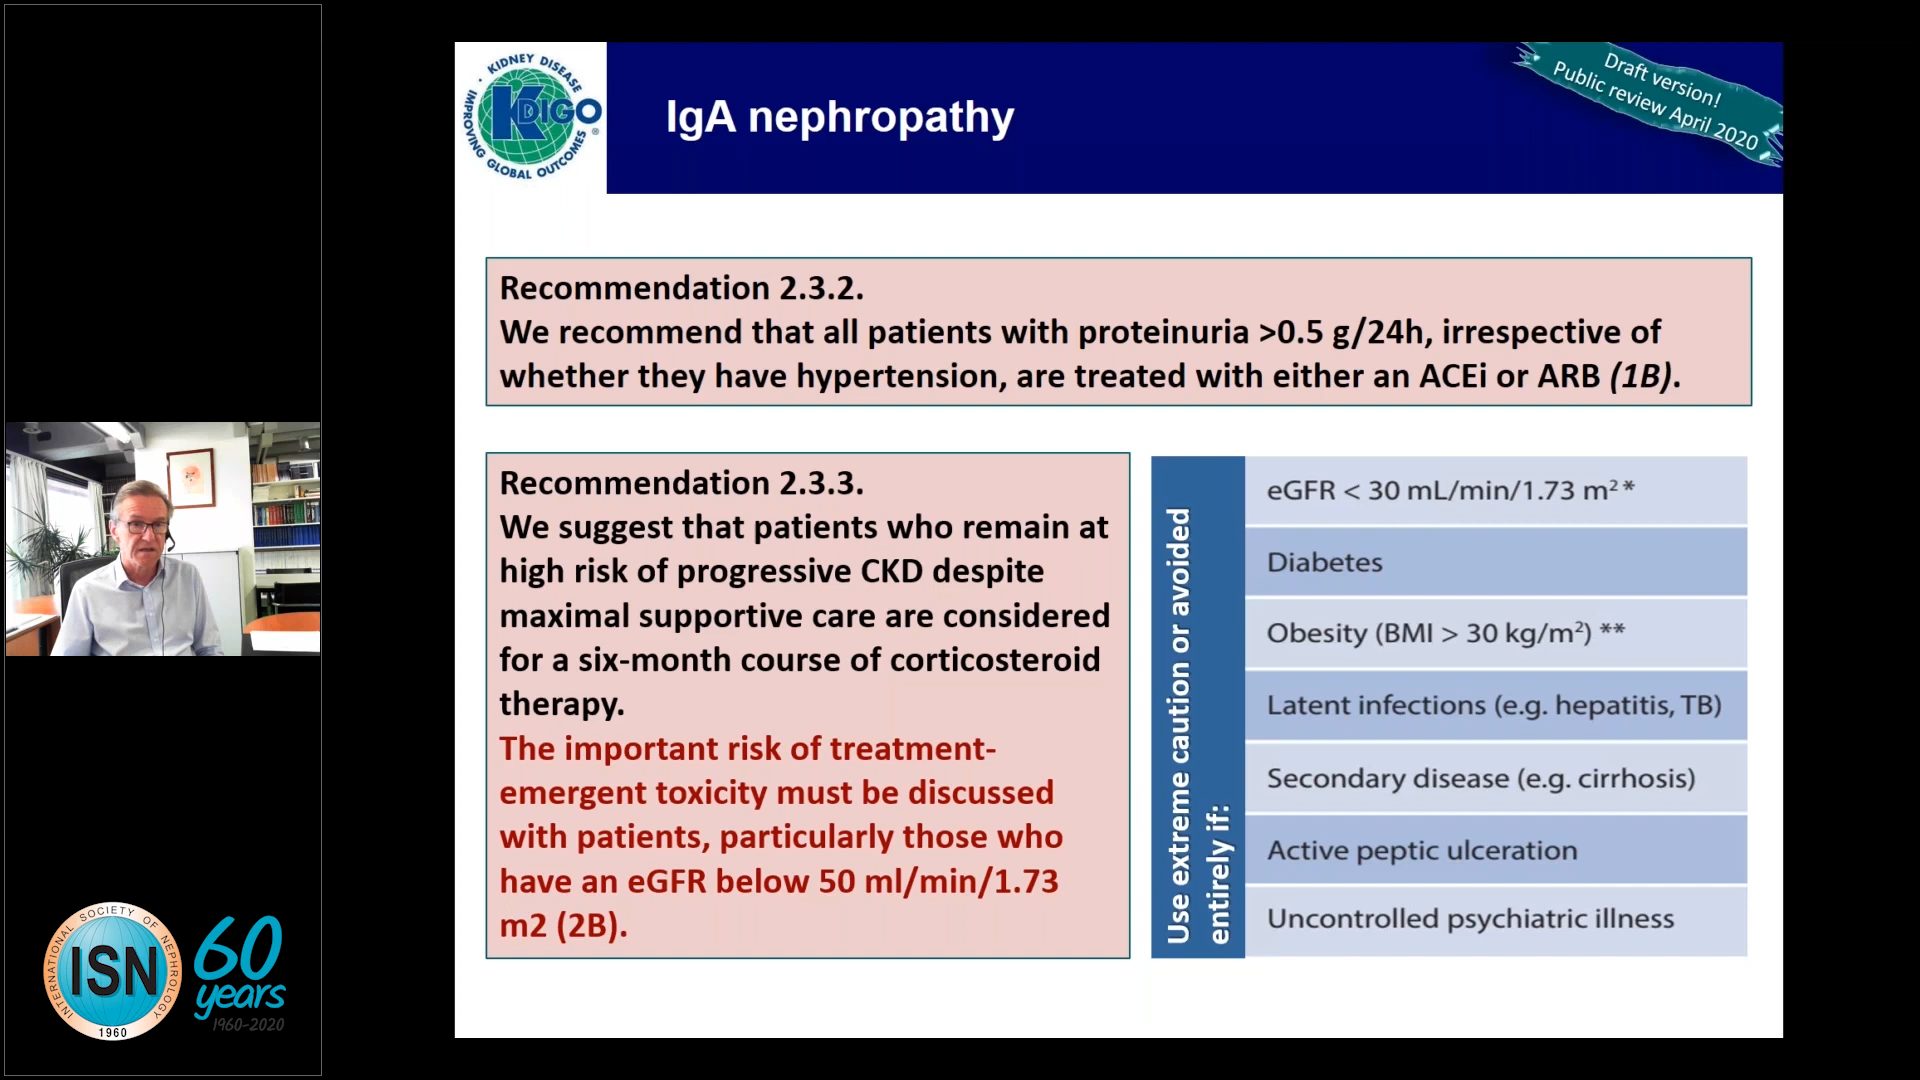 KIDNEY DISEASE
IMPROVING GLOBAL OUTCOMES
KDIGO
®
IgA nephropathy
Draft version!
Public review April 2020
Recommendation 2.3.2.
We recommend that all patients with proteinuria >0.5 g/24h, irrespective of
whether they have hypertension, are treated with either an ACEi or ARB (1B).
Recommendation 2.3.3.
We suggest that patients who remain at
high risk of progressive CKD despite
maximal supportive care are considered
for a six-month course of corticosteroid
therapy.
The important risk of treatment-
emergent toxicity must be discussed
with patients, particularly those who
have an eGFR below 50 ml/min/1.73
m2 (2B).
Use extreme caution or avoided
entirely if:
eGFR < 30 mL/min/1.73 m² *
Diabetes
Obesity (BMI > 30 kg/m²) **
Latent infections (e.g. hepatitis, TB)
Secondary disease (e.g. cirrhosis)
Active peptic ulceration
Uncontrolled psychiatric illness
INTERNATIONAL SOCIETY OF NEPHROLOGY
ISN
1960
60
years
1960-2020